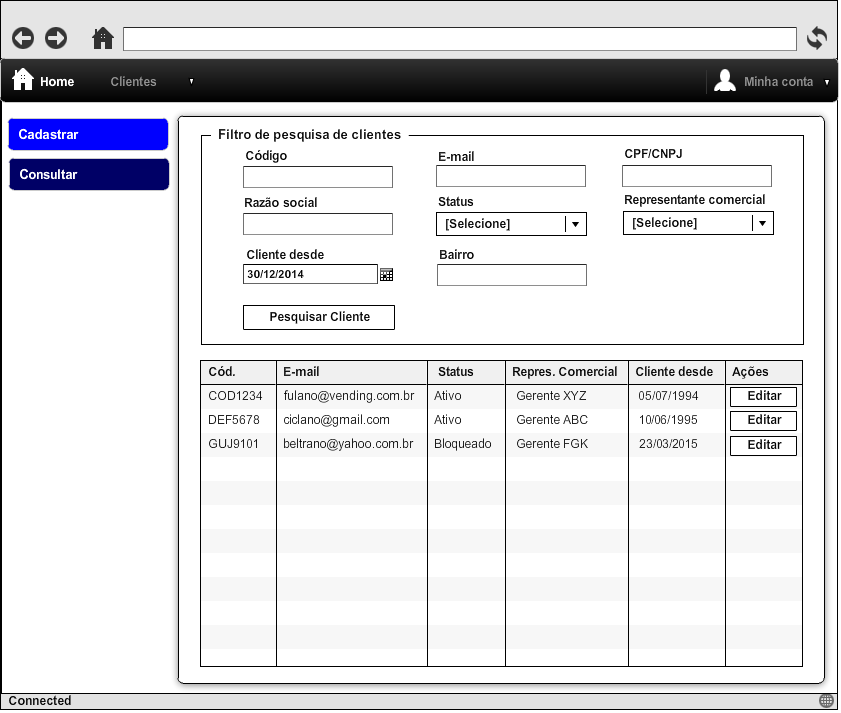 Home Clientes Minha conta
Cadastrar
Consultar
Filtro de pesquisa de clientes
Código E-mail CPF/CNPJ
Razão social Status Representante comercial
[Selecione] [Selecione]
Cliente desde Bairro
30/12/2014
Pesquisar Cliente
Cód. E-mail Status Repres. Comercial Cliente desde Ações
COD1234 fulano@vending.com.br Ativo Gerente XYZ 05/07/1994 Editar
DEF5678 ciclano@gmail.com Ativo Gerente ABC 10/06/1995 Editar
GUJ9101 beltrano@yahoo.com.br Bloqueado Gerente FGK 23/03/2015 Editar
Connected